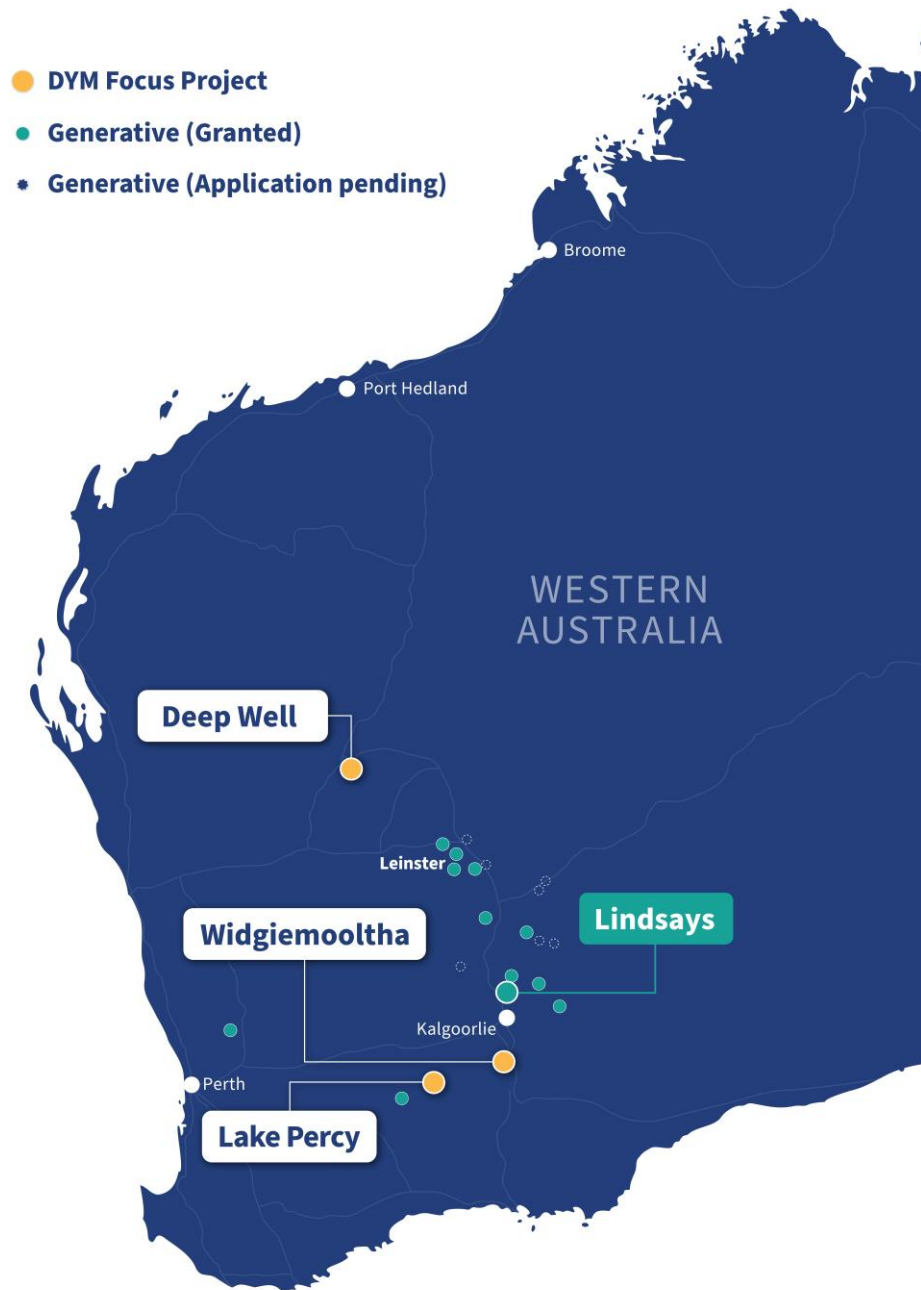 DYM Focus Project
Generative (Granted)
Generative (Application pending)
Broome
Port Hedland
WESTERN
AUSTRALIA
Deep Well
Leinster
Lindsays
Widgiemooltha
Kalgoorlie
Perth
Lake Percy